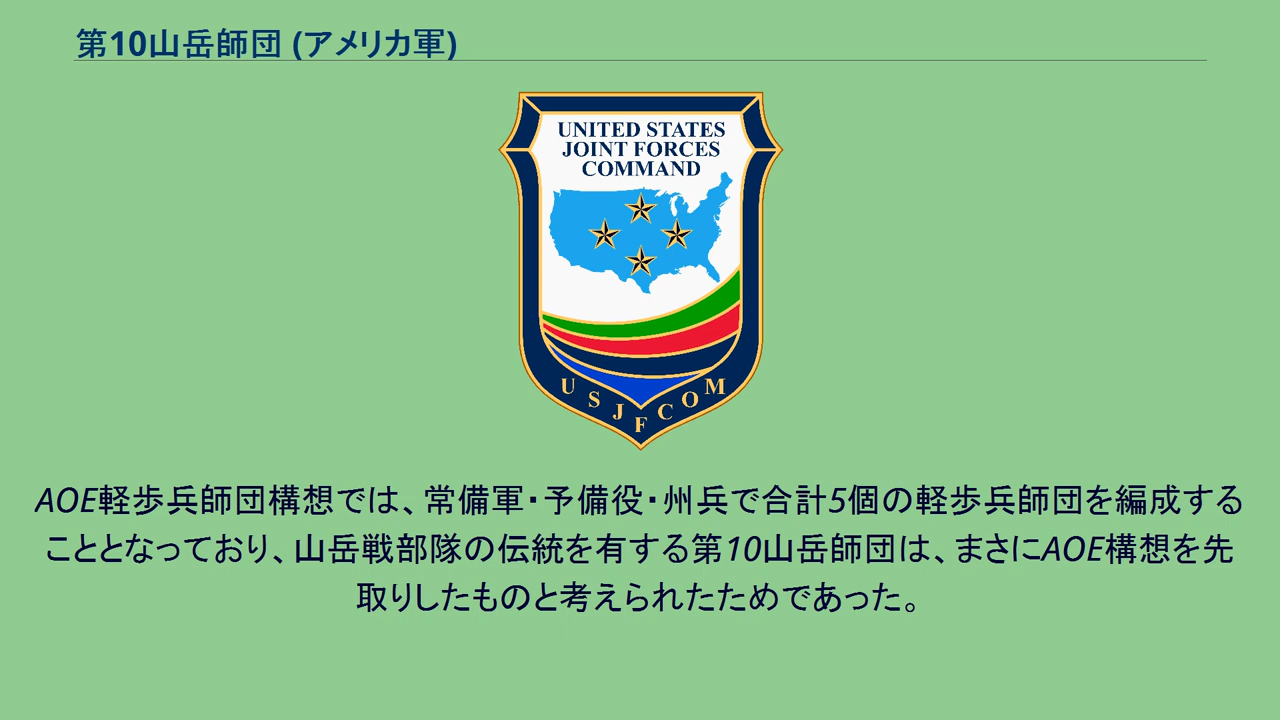 第10山岳師団 (アメリカ軍)
UNITED STATES
JOINT FORCES
COMMAND
USJFCOM
AOE軽歩兵師団構想では、常備軍・予備役・州兵で合計5個の軽歩兵師団を編成する
こととなっており、山岳戦部隊の伝統を有する第10山岳師団は、まさにAOE構想を先
取りしたものと考えられたためであった。